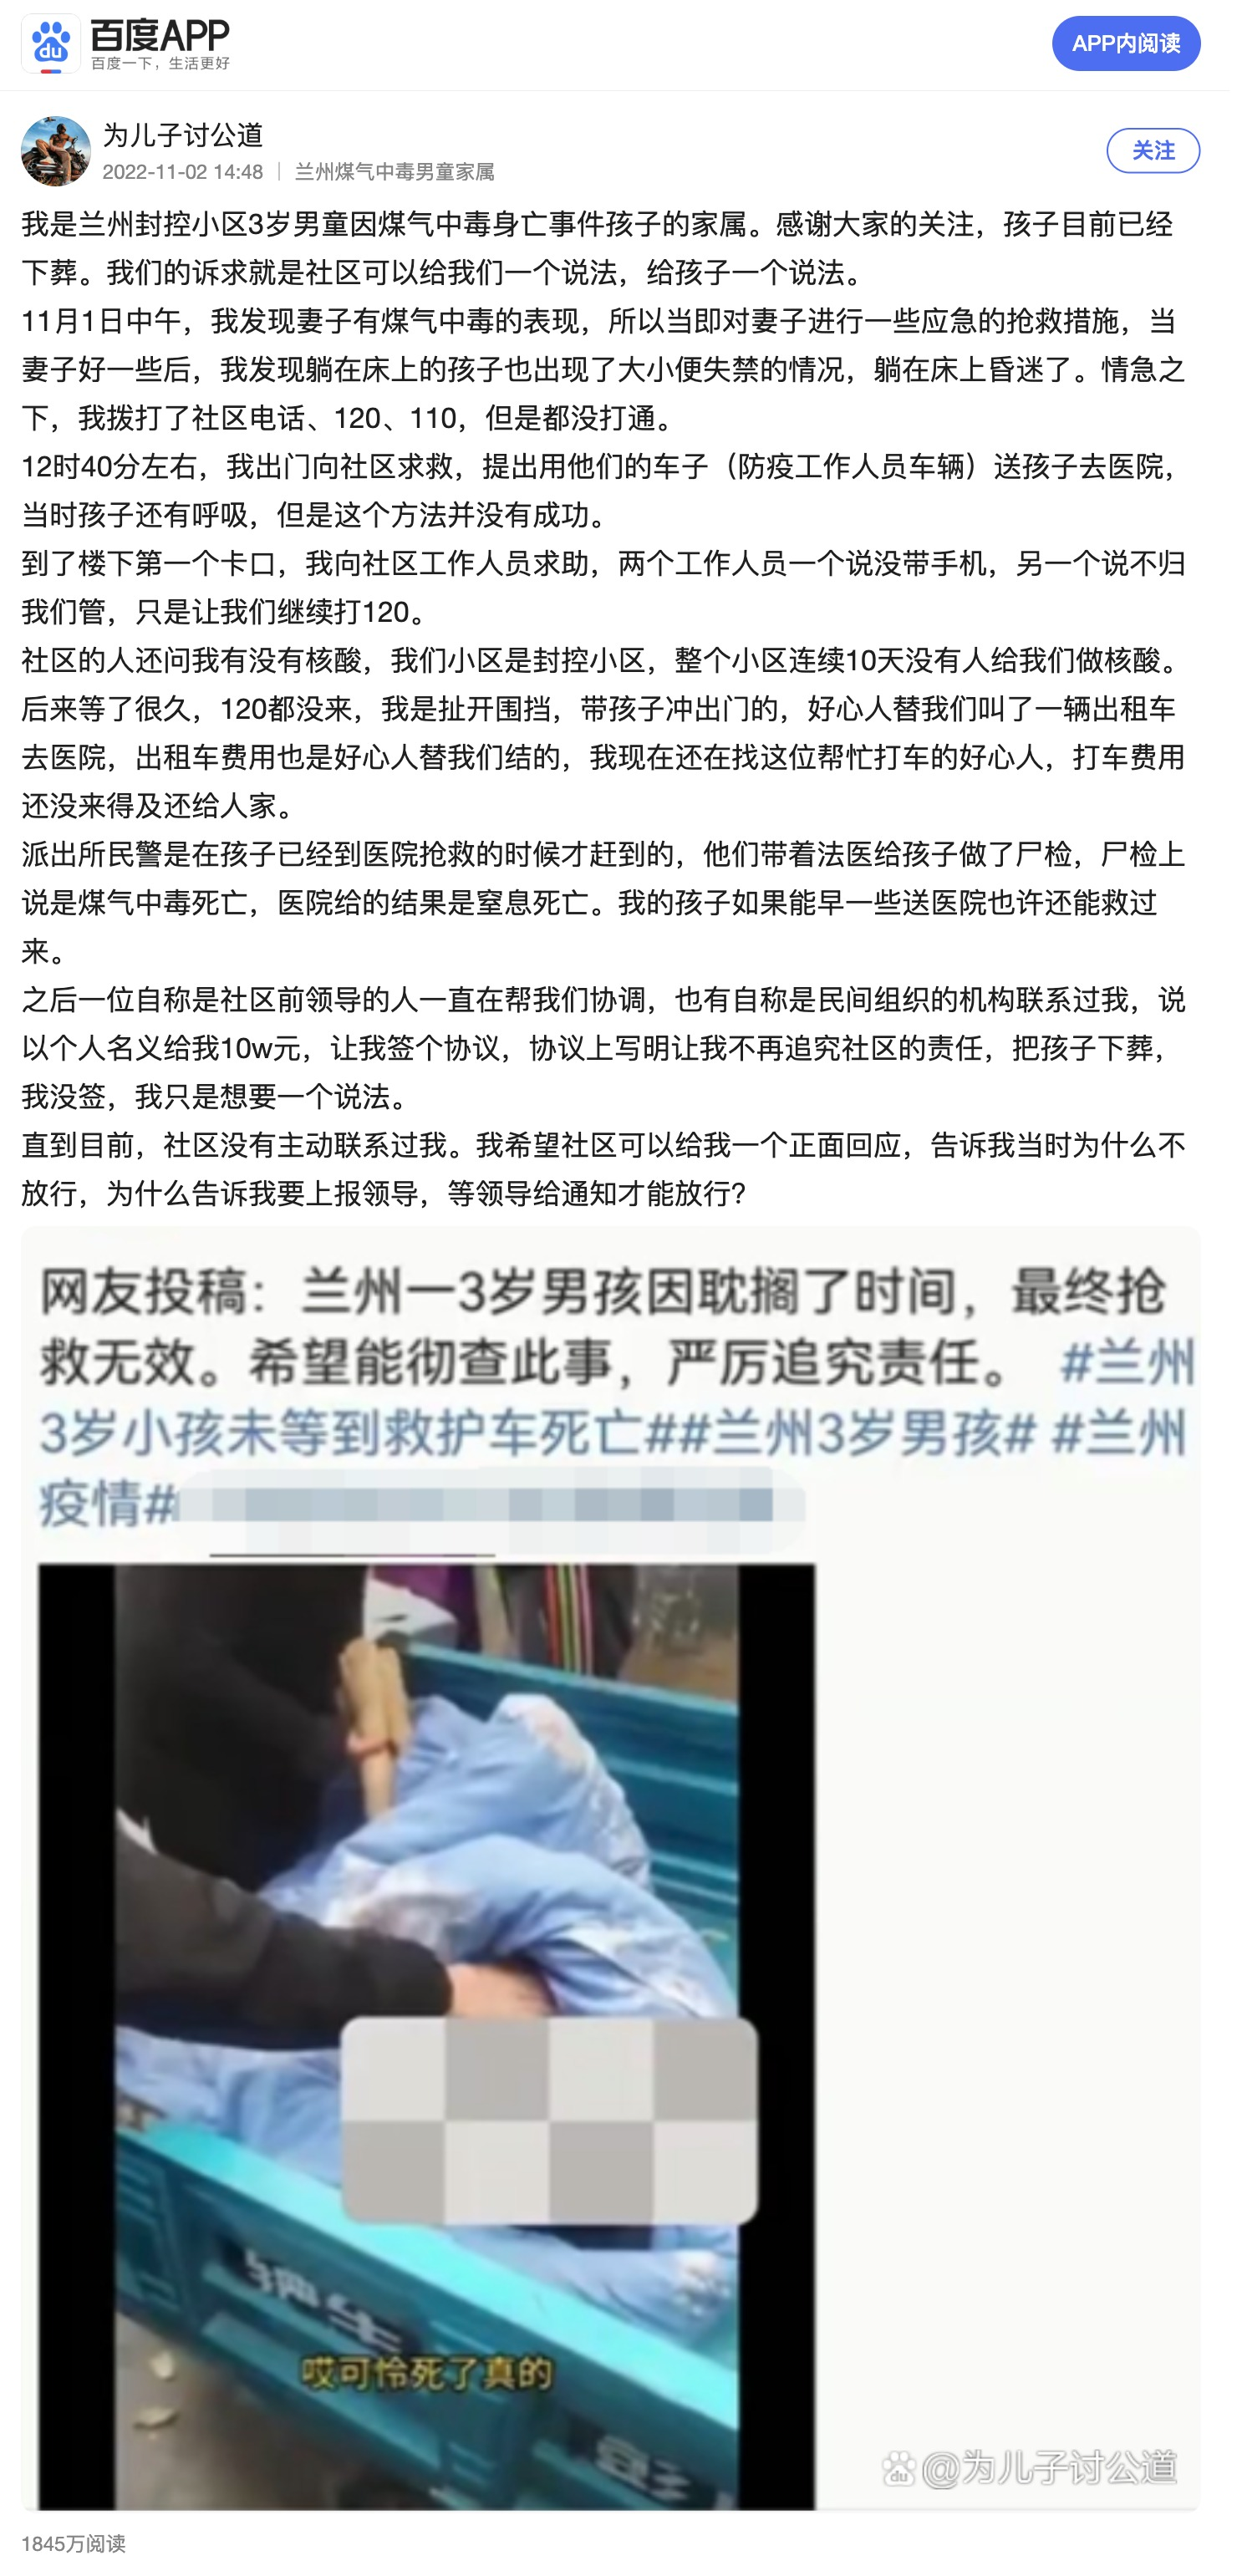 du
百度APP
百度一下，生活更好
APP内阅读
为儿子讨公道
2022-11-02 14:48 | 兰州煤气中毒男童家属
关注
我是兰州封控小区3岁男童因煤气中毒身亡事件孩子的家属。感谢大家的关注，孩子目前已经
下葬。我们的诉求就是社区可以给我们一个说法，给孩子一个说法。
11月1日中午，我发现妻子有煤气中毒的表现，所以当即对妻子进行一些应急的抢救措施，当
妻子好一些后，我发现躺在床上的孩子也出现了大小便失禁的情况，躺在床上昏迷了。情急之
下，我拨打了社区电话、120、110，但是都没打通。
12时40分左右，我出门向社区求救，提出用他们的车子（防疫工作人员车辆）送孩子去医院，
当时孩子还有呼吸，但是这个方法并没有成功。
到了楼下第一个卡口，我向社区工作人员求助，两个工作人员一个说没带手机，另一个说不归
我们管，只是让我们继续打120。
社区的人还问我有没有核酸，我们小区是封控小区，整个小区连续10天没有人给我们做核酸。
后来等了很久，120都没来，我是扯开围挡，带孩子冲出门的，好心人替我们叫了一辆出租车
去医院，出租车费用也是好心人替我们结的，我现在还在找这位帮忙打车的好心人，打车费用
还没来得及还给人家。
派出所民警是在孩子已经到医院抢救的时候才赶到的，他们带着法医给孩子做了尸检，尸检上
说是煤气中毒死亡，医院给的结果是窒息死亡。我的孩子如果能早一些送医院也许还能救过
来。
之后一位自称是社区前领导的人一直在帮我们协调，也有自称是民间组织的机构联系过我，说
以个人名义给我10w元，让我签个协议，协议上写明让我不再追究社区的责任，把孩子下葬，
我没签，我只是想要一个说法。
直到目前，社区没有主动联系过我。我希望社区可以给我一个正面回应，告诉我当时为什么不
放行，为什么告诉我要上报领导，等领导给通知才能放行?
网友投稿：兰州一3岁男孩因耽搁了时间，最终抢
救无效。希望能彻查此事，严厉追究责任。 #兰州
3岁小孩未等到救护车死亡##兰州3岁男孩# #兰州
疫情#
哎可怜死了真的
du @为儿子讨公道
1845万阅读